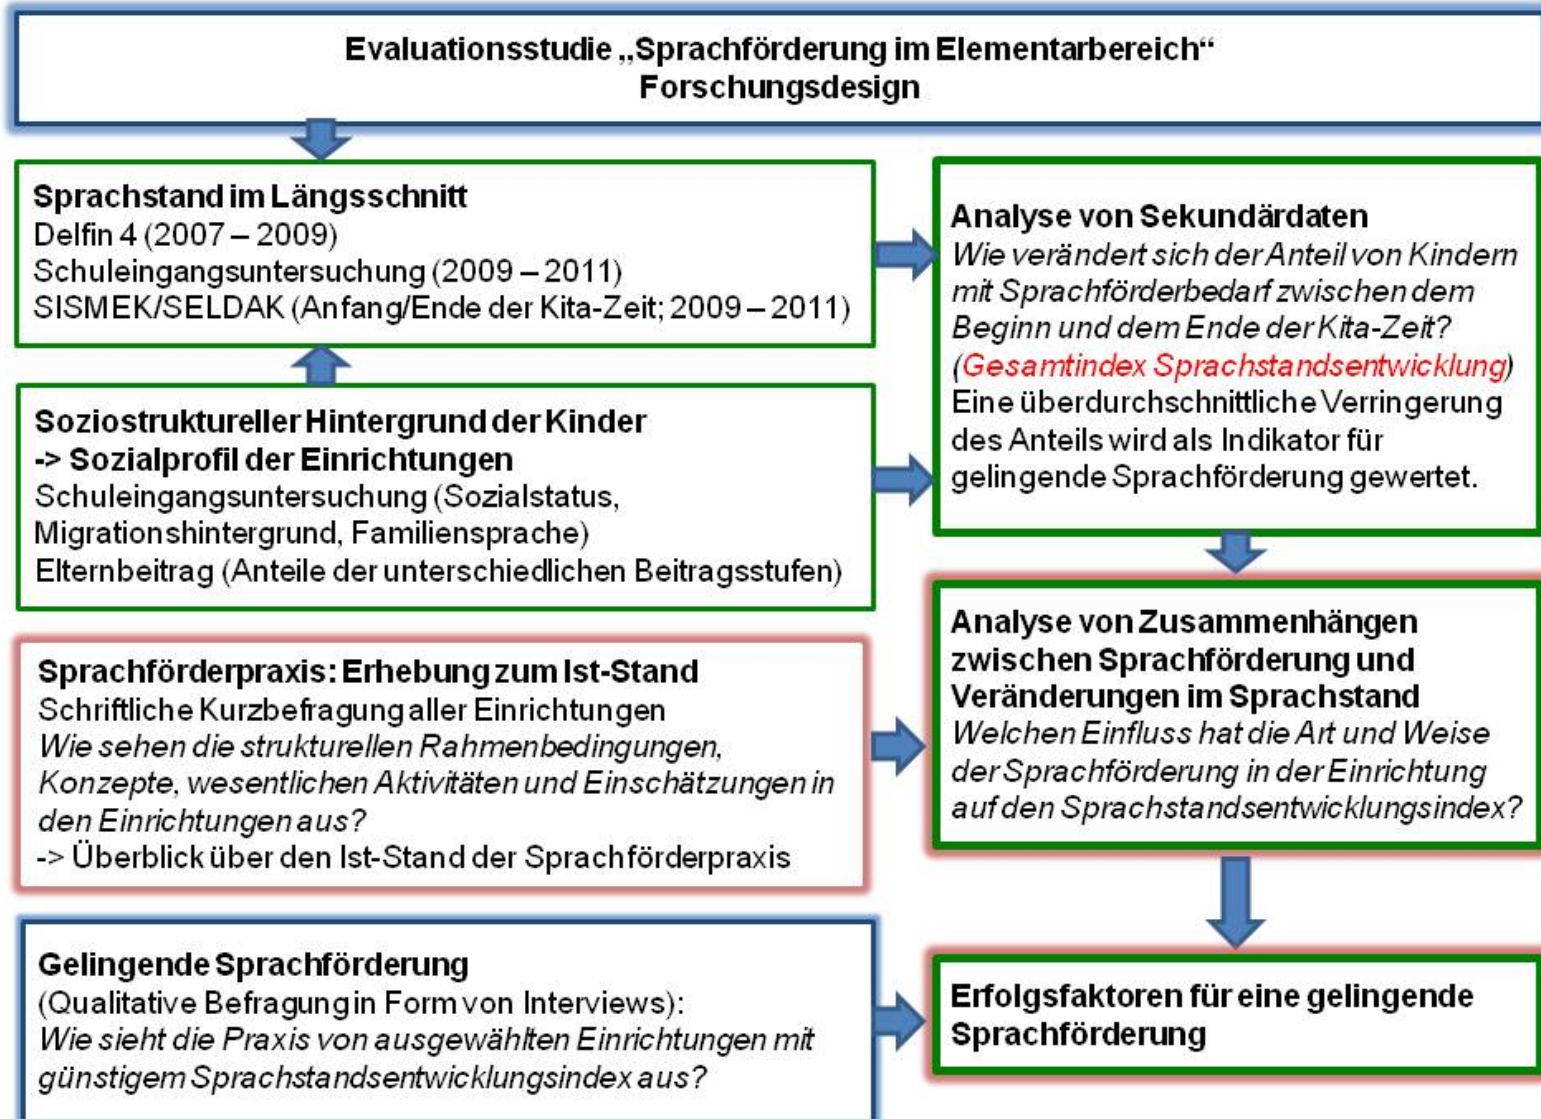 Evaluationsstudie „Sprachförderung im Elementarbereich“
Forschungsdesign
Sprachstand im Längsschnitt
Delfin 4 (2007 – 2009)
Schuleingangsuntersuchung (2009 – 2011)
SISMEK/SELDAK (Anfang/Ende der Kita-Zeit; 2009 – 2011)
Soziostruktureller Hintergrund der Kinder
-> Sozialprofil der Einrichtungen
Schuleingangsuntersuchung (Sozialstatus,
Migrationshintergrund, Familiensprache)
Elternbeitrag (Anteile der unterschiedlichen Beitragsstufen)
Sprachförderpraxis: Erhebung zum Ist-Stand
Schriftliche Kurzbefragung aller Einrichtungen
Wie sehen die strukturellen Rahmenbedingungen,
Konzepte, wesentlichen Aktivitäten und Einschätzungen in
den Einrichtungen aus?
-> Überblick über den Ist-Stand der Sprachförderpraxis
Gelingende Sprachförderung
(Qualitative Befragung in Form von Interviews):
Wie sieht die Praxis von ausgewählten Einrichtungen mit
günstigem Sprachstandsentwicklungsindex aus?
Analyse von Sekundärdaten
Wie verändert sich der Anteil von Kindern
mit Sprachförderbedarf zwischen dem
Beginn und dem Ende der Kita-Zeit?
(Gesamtindex Sprachstandsentwicklung)
Eine überdurchschnittliche Verringerung
des Anteils wird als Indikator für
gelingende Sprachförderung gewertet.
Analyse von Zusammenhängen
zwischen Sprachförderung und
Veränderungen im Sprachstand
Welchen Einfluss hat die Art und Weise
der Sprachförderung in der Einrichtung
auf den Sprachstandsentwicklungsindex?
Erfolgsfaktoren für eine gelingende
Sprachförderung